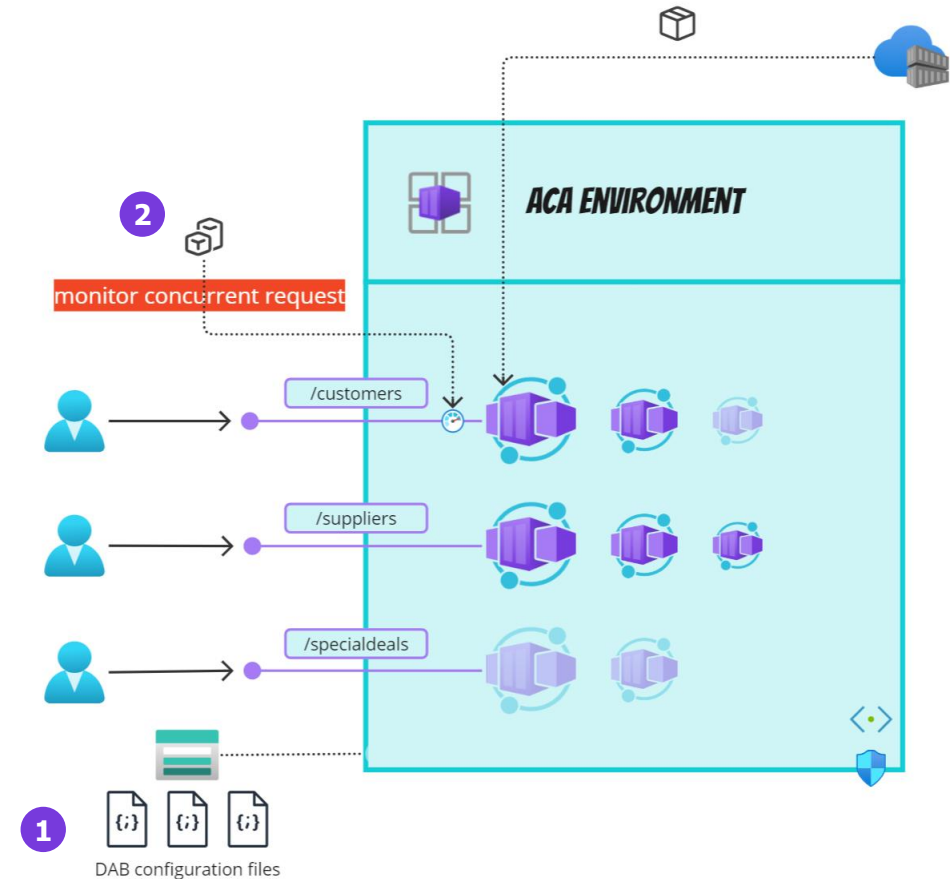 ACA ENVIRONMENT
2
monitor concurrent request
/customers
/suppliers
/specialdeals
1
{;}
{;}
{;}
DAB configuration files